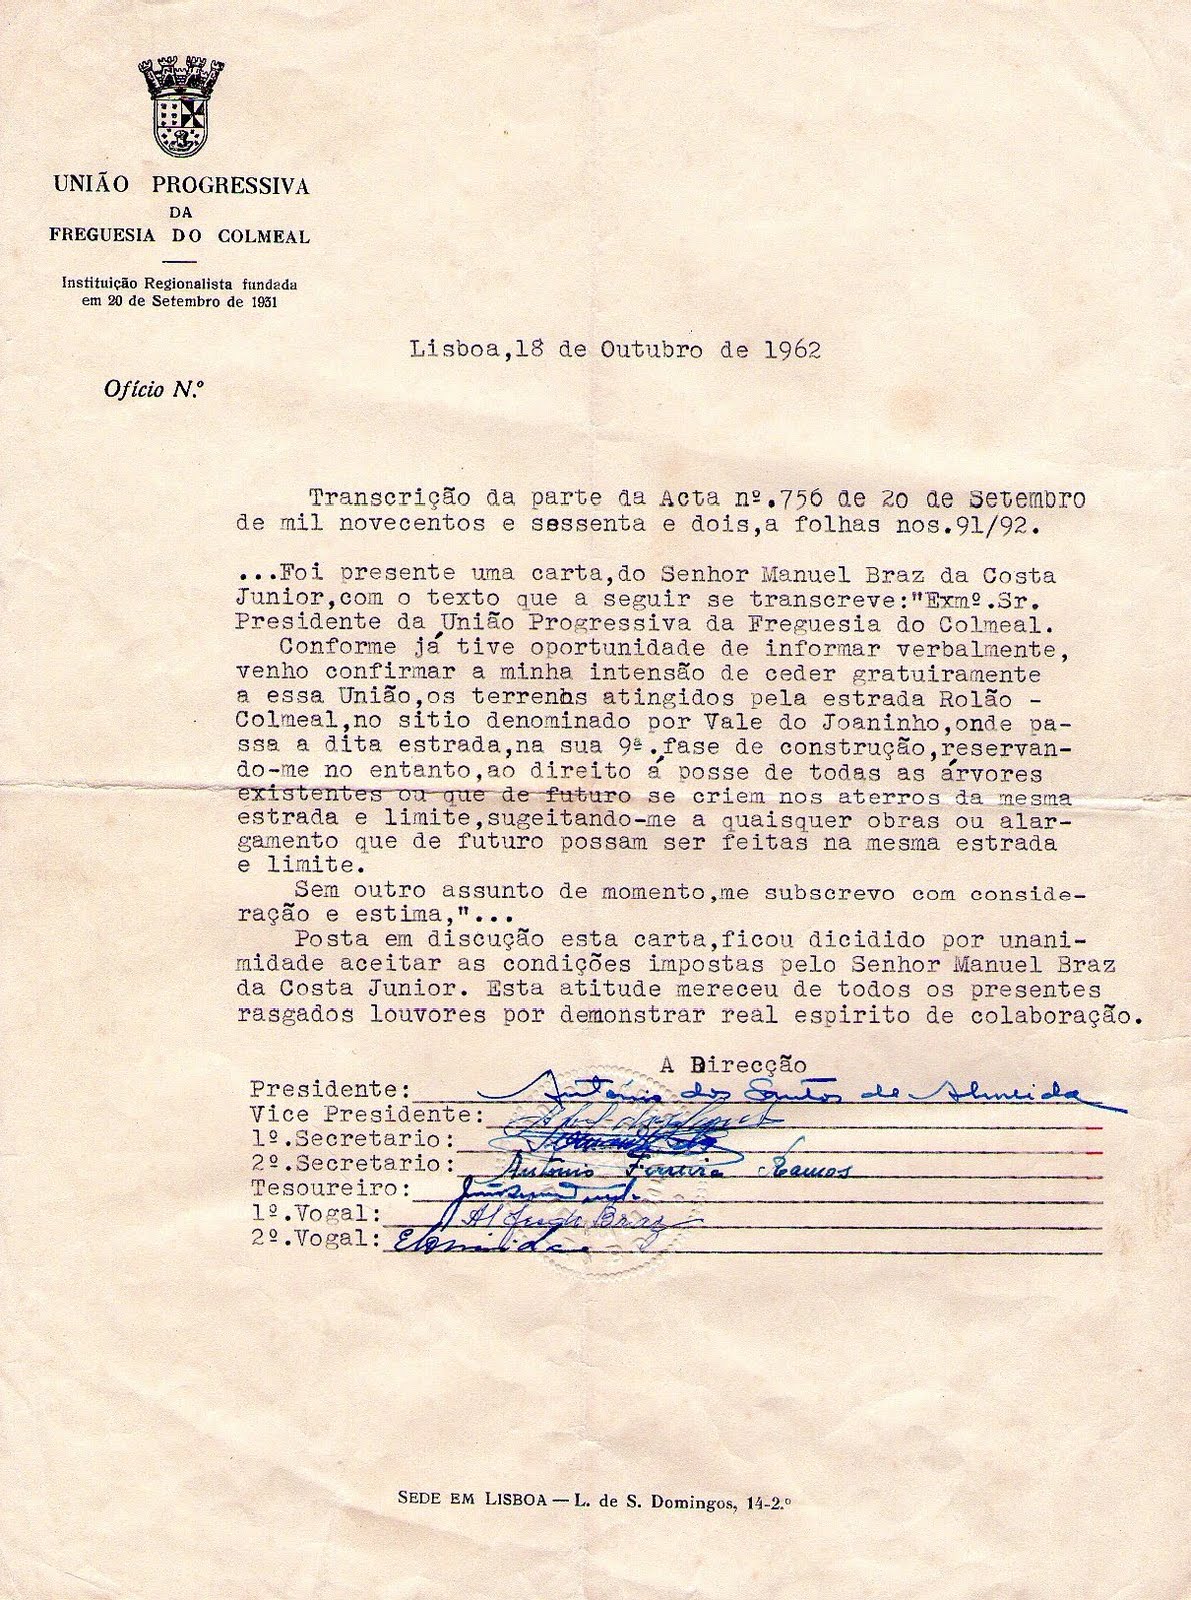 UNIÃO PROGRESSIVA
DA
FREGUESIA DO COLMEAL
Instituição Regionalista fundada
em 20 de Setembro de 1931
Lisboa,18 de Outubro de 1962
Ofício N.º
Transcrição da parte da Acta nº.756 de 20 de Setembro
de mil novecentos e sessenta e dois,a folhas nos.91/92.
...Foi presente uma carta,do Senhor Manuel Braz da Costa
Junior,com o texto que a seguir se transcreve:"Exmº.Sr.
Presidente da União Progressiva da Freguesia do Colmeal.
Conforme já tive oportunidade de informar verbalmente,
venho confirmar a minha intensão de ceder gratuiramente
a essa União,os terrenos atingidos pela estrada Rolão -
Colmeal,no sitio denominado por Vale do Joaninho,onde pa-
ssa a dita estrada,na sua 9ª.fase de construção,reservan-
do-me no entanto,ao direito á posse de todas as árvores
existentes ou que de futuro se criem nos aterros da mesma
estrada e limite,sugeitando-me a quaisquer obras ou alar-
gamento que de futuro possam ser feitas na mesma estrada
e limite.
Sem outro assunto de momento,me subscrevo com conside-
ração e estima,"...
Posta em discução esta carta,ficou dicidido por unani-
midade aceitar as condições impostas pelo Senhor Manuel Braz
da Costa Junior. Esta atitude mereceu de todos os presentes
rasgados louvores por demonstrar real espirito de colaboração.
A Direcção
Presidente: António dos Santos de Almeida
Vice Presidente:
1º.Secretario:
2º.Secretario: António Ferreira Ramos
Tesoureiro:
1º.Vogal: Braz
2º.Vogal:
SEDE EM LISBOA — L. de S. Domingos, 14-2.º